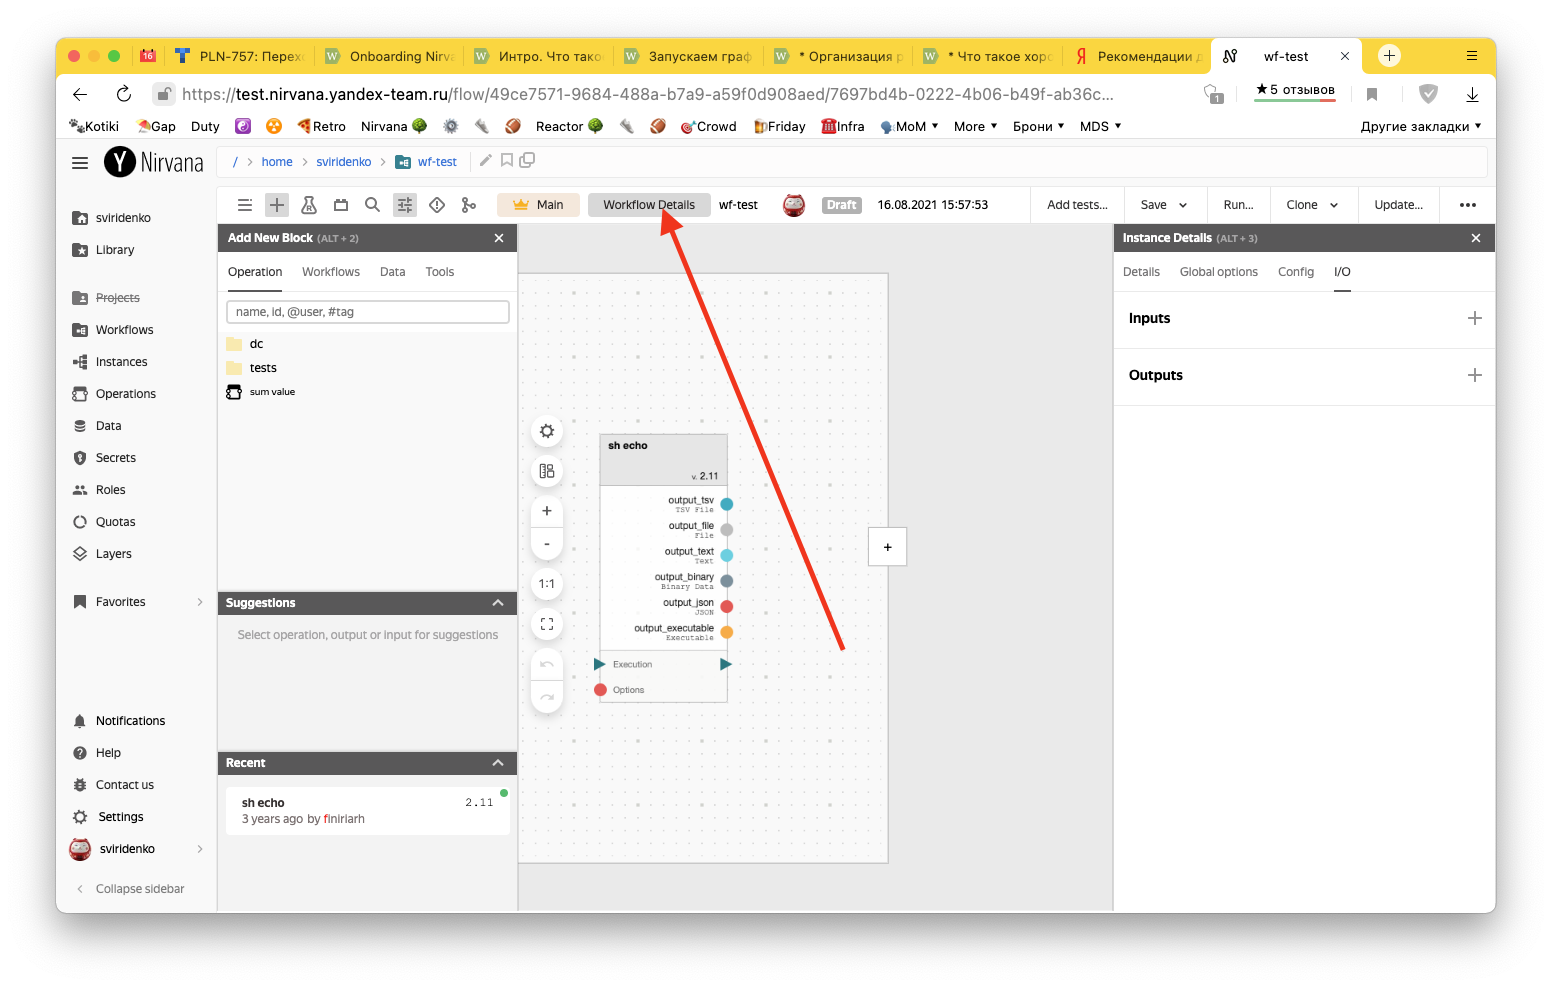 16
PLN-757: Перех
Onboarding Nirva
Интро. Что тако
Запускаем граф
* Организация р
* Что такое хоро
Рекомендации д
wf-test
https://test.nirvana.yandex-team.ru/flow/49ce7571-9684-488a-b7a9-a59f0d908aed/7697bd4b-0222-4b06-b49f-ab36c...
1
★5 отзывов
Kotiki
Gap
Duty
Retro
Nirvana
Reactor
Crowd
Friday
Infra
MoM
More
Брони
MDS
Другие закладки
Y Nirvana
/ > home > sviridenko > wf-test
Main
Workflow Details
wf-test
Draft
16.08.2021 15:57:53
Add tests...
Save
Run...
Clone
Update...
sviridenko
Library
Projects
Workflows
Instances
Operations
Data
Secrets
Roles
Quotas
Layers
Favorites
Notifications
Help
Contact us
Settings
sviridenko
Collapse sidebar
Add New Block (ALT + 2)
Operation Workflows Data Tools
name, id, @user, #tag
dc
tests
sum value
Suggestions
Select operation, output or input for suggestions
Recent
sh echo 2.11
3 years ago by finiriarh
+
-
1:1
sh echo
v. 2.11
output_tsv
TSV File
output_file
File
output_text
Text
output_binary
Binary Data
output_json
JSON
output_executable
Executable
Execution
Options
+
Instance Details (ALT + 3)
Details Global options Config I/O
Inputs
Outputs